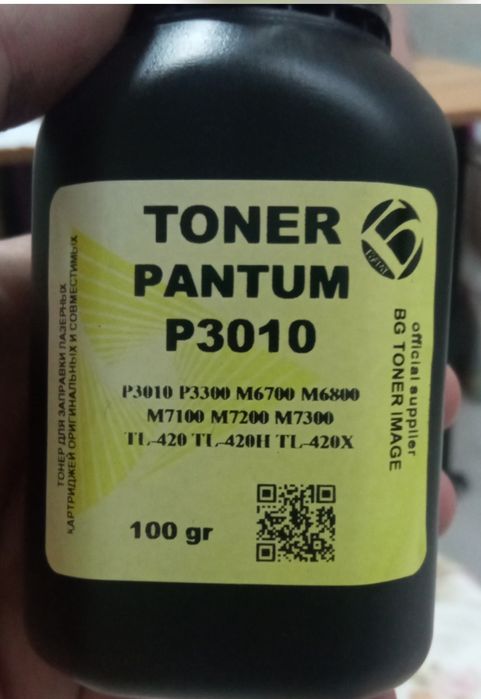 TONER
PANTUM
P3010
P3010 P3300 M6700 M6800
M7100 M7200 M7300
TL-420 TL-420H TL-420X
100 gr
ТОНЕР ДЛЯ ЗАПРАВКИ ЛАЗЕРНЫХ
КАРТРИДЖЕЙ ОРИГИНАЛЬНЫХ И СОВМЕСТИМЫХ
official supplier
BG TONER IMAGE